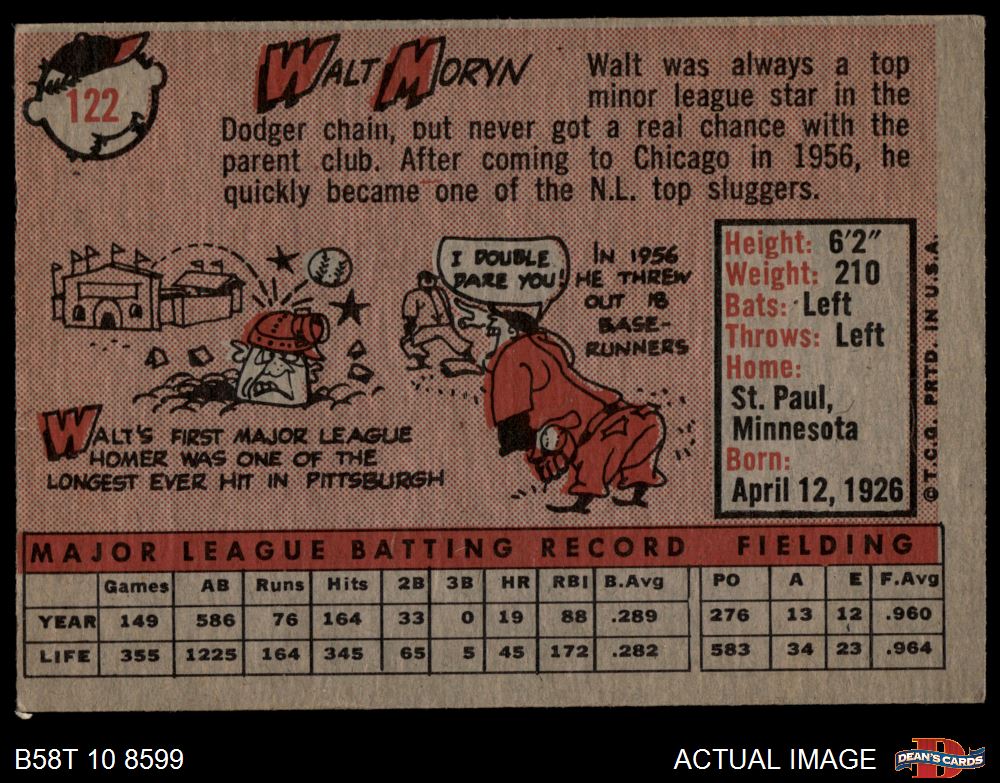 122
WALT MORYN
Walt was always a top
minor league star in the
Dodger chain, but never got a real chance with the
parent club. After coming to Chicago in 1956, he
quickly became one of the N.L. top sluggers.
WALT'S FIRST MAJOR LEAGUE
HOMER WAS ONE OF THE
LONGEST EVER HIT IN PITTSBURGH
I DOUBLE
DARE YOU!
IN 1956
HE THREW
OUT 18
BASE-
RUNNERS
Height: 6'2"
Weight: 210
Bats: Left
Throws: Left
Home:
St. Paul,
Minnesota
Born:
April 12, 1926
© T.C.G. PRTD. IN U.S.A.
MAJOR LEAGUE BATTING RECORD FIELDING
Games AB Runs Hits 2B 3B HR RBI B.Avg PO A E F.Avg
YEAR 149 586 76 164 33 0 19 88 .289 276 13 12 .960
LIFE 355 1225 164 345 65 5 45 172 .282 583 34 23 .964
B58T 10 8599
ACTUAL IMAGE
D
DEAN'S CARDS